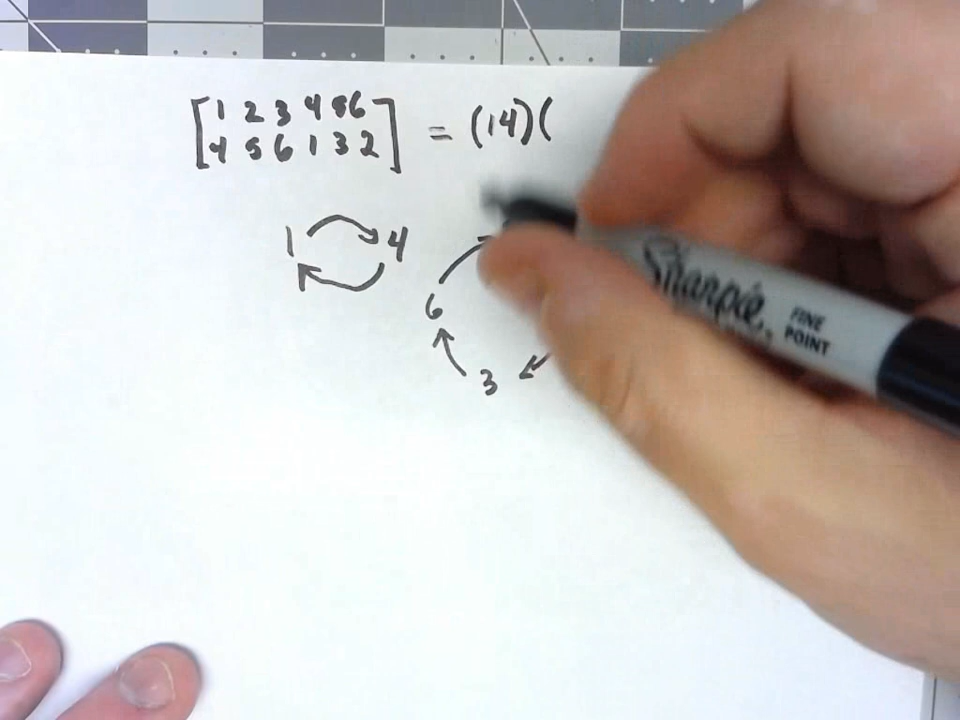 [1 2 3 4 5 6] = (14)(
[4 5 6 1 3 2]
1 4
6
3
Sharpie
FINE
POINT